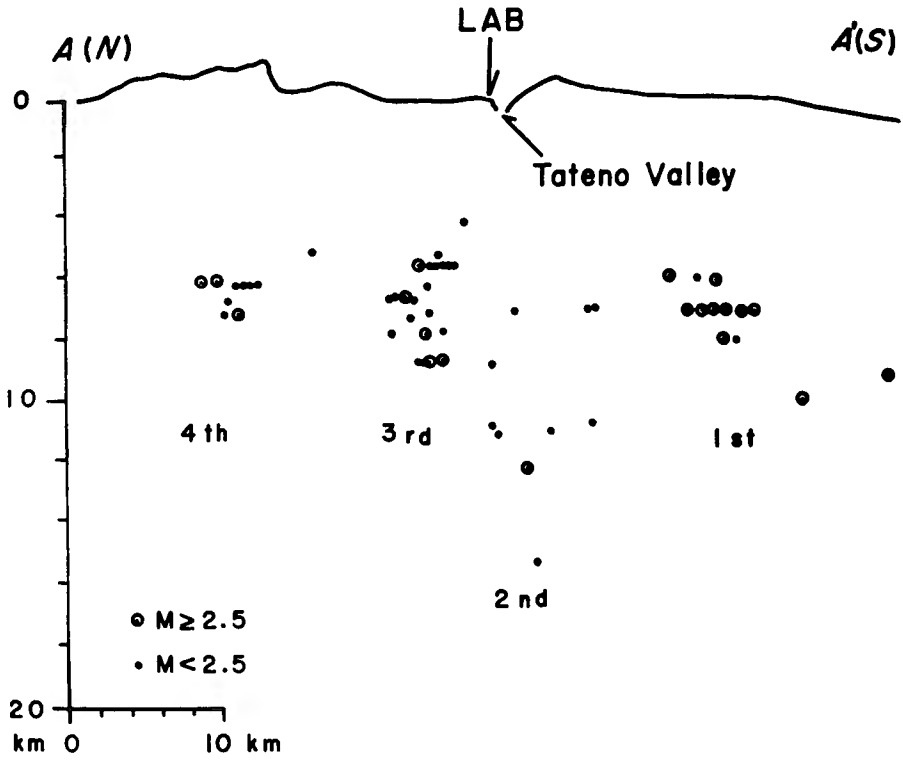 LAB
A (N)
A'(S)
0
Tateno Valley
10
4 th
3 rd
1 st
2 nd
M ≥ 2.5
M < 2.5
20
km 0 10 km